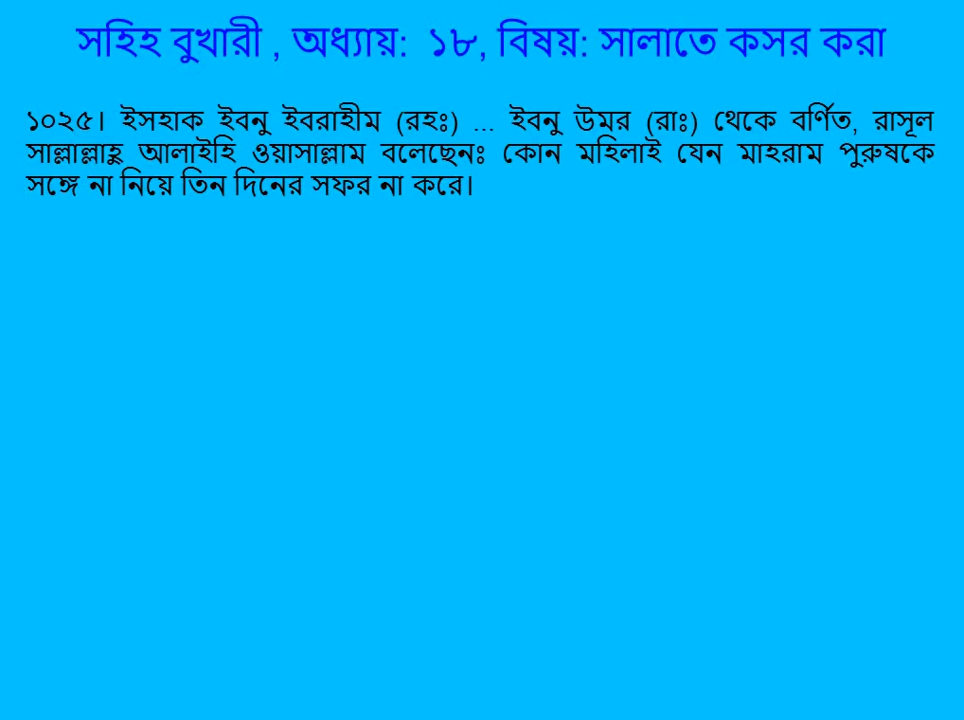 সহিহ বুখারী , অধ্যায়: ১৮, বিষয়: সালাতে কসর করা
১০২৫। ইসহাক ইবনু ইবরাহীম (রহঃ) ... ইবনু উমর (রাঃ) থেকে বর্ণিত, রাসূল
সাল্লাল্লাহু আলাইহি ওয়াসাল্লাম বলেছেনঃ কোন মহিলাই যেন মাহরাম পুরুষকে
সঙ্গে না নিয়ে তিন দিনের সফর না করে।